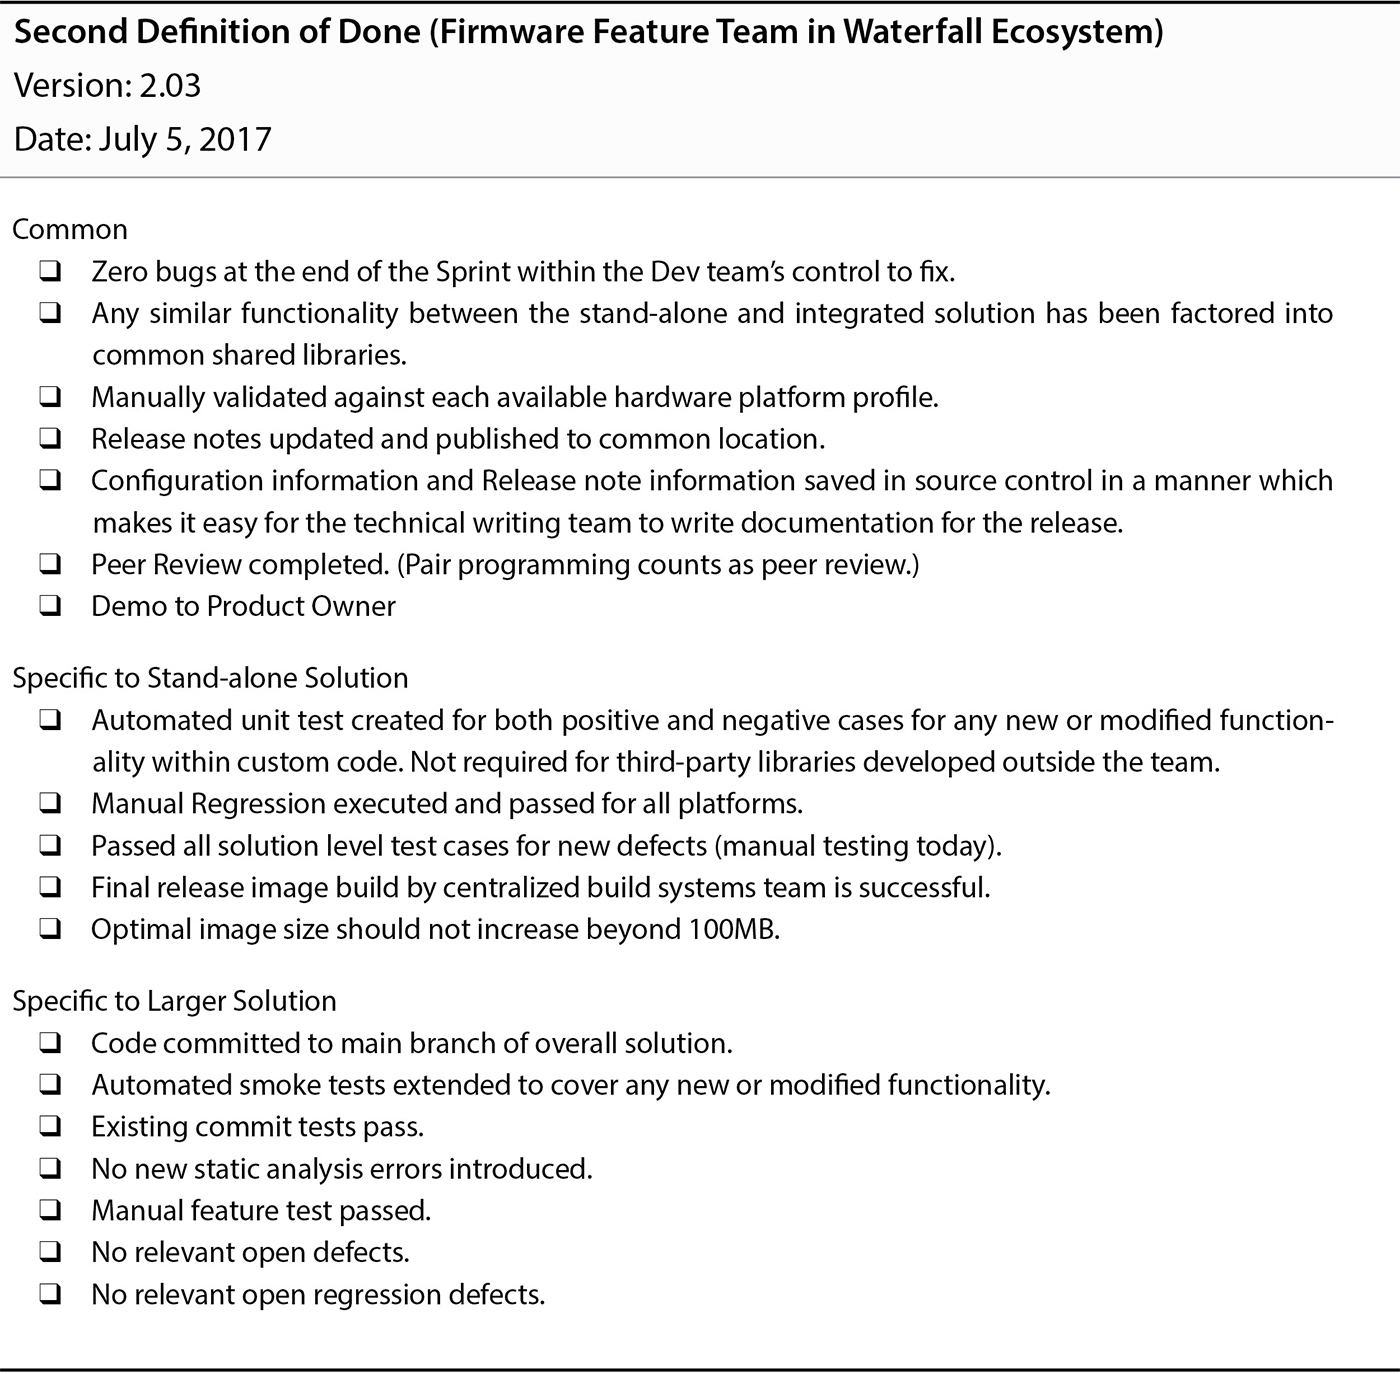 Second Definition of Done (Firmware Feature Team in Waterfall Ecosystem)
Version: 2.03
Date: July 5, 2017
Common
❑ Zero bugs at the end of the Sprint within the Dev team’s control to fix.
❑ Any similar functionality between the stand-alone and integrated solution has been factored into
common shared libraries.
❑ Manually validated against each available hardware platform profile.
❑ Release notes updated and published to common location.
❑ Configuration information and Release note information saved in source control in a manner which
makes it easy for the technical writing team to write documentation for the release.
❑ Peer Review completed. (Pair programming counts as peer review.)
❑ Demo to Product Owner
Specific to Stand-alone Solution
❑ Automated unit test created for both positive and negative cases for any new or modified function-
ality within custom code. Not required for third-party libraries developed outside the team.
❑ Manual Regression executed and passed for all platforms.
❑ Passed all solution level test cases for new defects (manual testing today).
❑ Final release image build by centralized build systems team is successful.
❑ Optimal image size should not increase beyond 100MB.
Specific to Larger Solution
❑ Code committed to main branch of overall solution.
❑ Automated smoke tests extended to cover any new or modified functionality.
❑ Existing commit tests pass.
❑ No new static analysis errors introduced.
❑ Manual feature test passed.
❑ No relevant open defects.
❑ No relevant open regression defects.